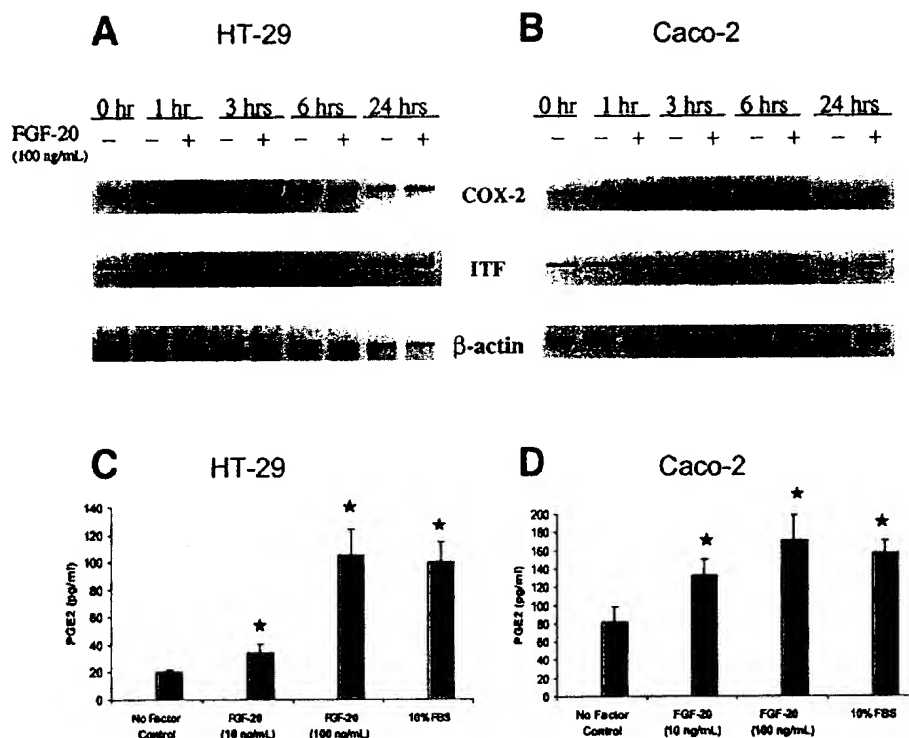 A HT-29
B Caco-2
0 hr 1 hr 3 hrs 6 hrs 24 hrs
0 hr 1 hr 3 hrs 6 hrs 24 hrs
FGF-20 − − + − + − + − +
− − + − + − + − +
(100 ng/mL)
COX-2
ITF
β-actin
C HT-29
PGE2 (pg/ml)
140
120
100
80
60
40
20
0
No Factor Control
FGF-20 (10 ng/mL)
FGF-20 (100 ng/mL)
10% FBS
D Caco-2
PGE2 (pg/ml)
200
180
160
140
120
100
80
60
40
20
0
No Factor Control
FGF-20 (10 ng/mL)
FGF-20 (100 ng/mL)
10% FBS